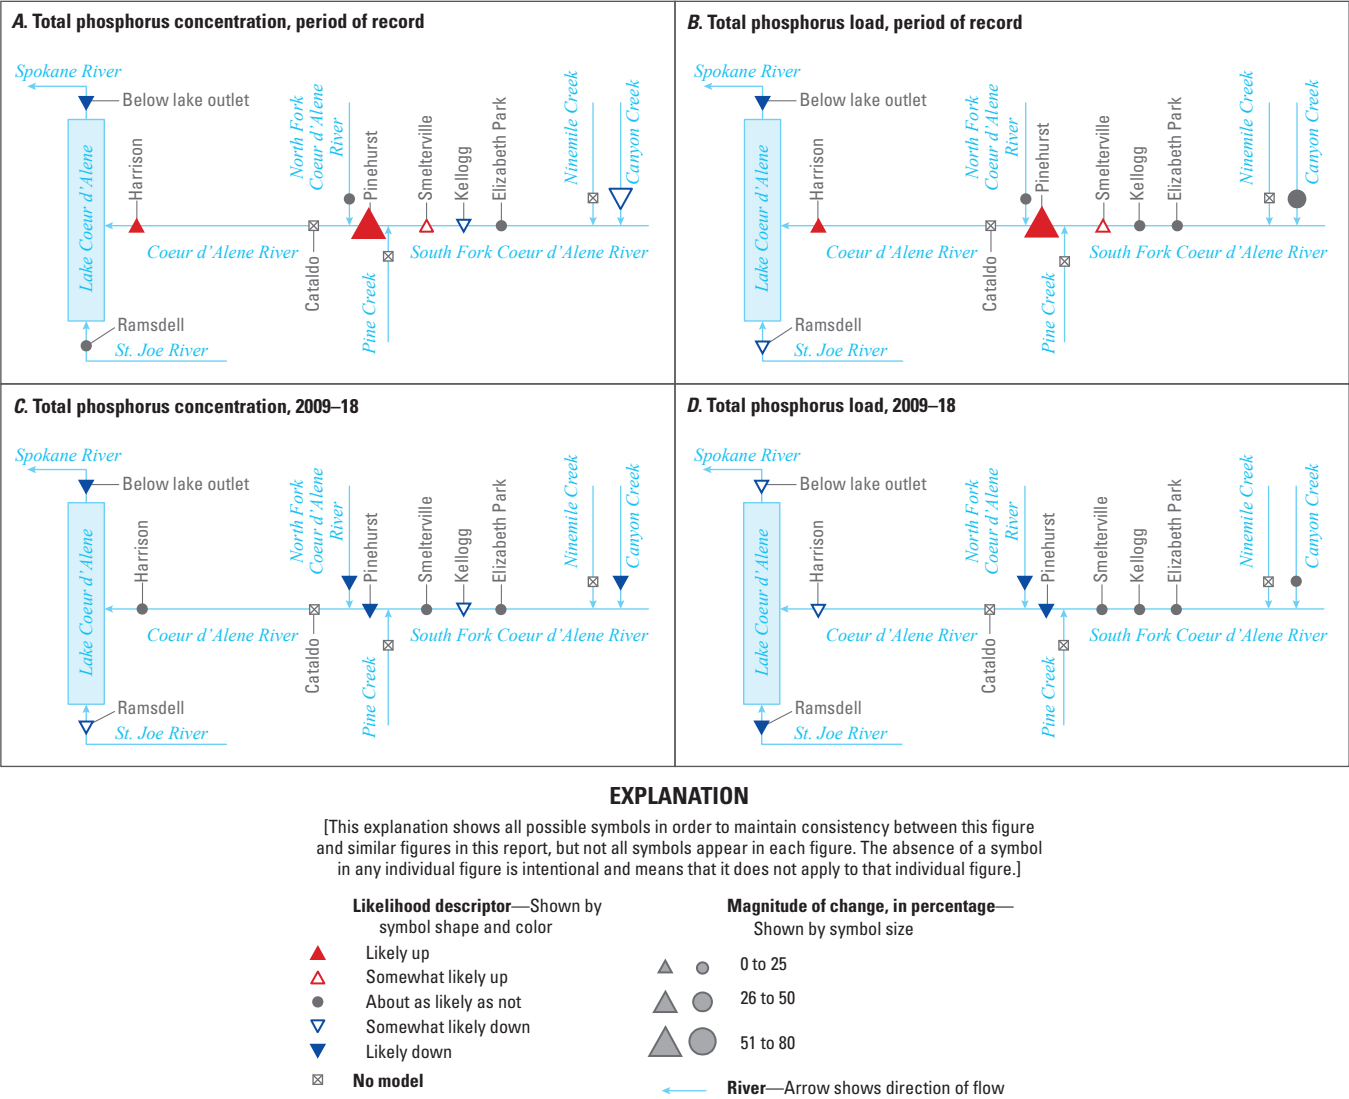 A. Total phosphorus concentration, period of record
Spokane River
Below lake outlet
Lake Coeur d'Alene
Harrison
North Fork
Coeur d'Alene
River
Pinehurst
Smelterville
Kellogg
Elizabeth Park
Ninemile Creek
Canyon Creek
Coeur d'Alene River
Cataldo
Pine Creek
South Fork Coeur d'Alene River
Ramsdell
St. Joe River
B. Total phosphorus load, period of record
Spokane River
Below lake outlet
Lake Coeur d'Alene
Harrison
North Fork
Coeur d'Alene
River
Pinehurst
Smelterville
Kellogg
Elizabeth Park
Ninemile Creek
Canyon Creek
Coeur d'Alene River
Cataldo
Pine Creek
South Fork Coeur d'Alene River
Ramsdell
St. Joe River
C. Total phosphorus concentration, 2009–18
Spokane River
Below lake outlet
Lake Coeur d'Alene
Harrison
North Fork
Coeur d'Alene
River
Pinehurst
Smelterville
Kellogg
Elizabeth Park
Ninemile Creek
Canyon Creek
Coeur d'Alene River
Cataldo
Pine Creek
South Fork Coeur d'Alene River
Ramsdell
St. Joe River
D. Total phosphorus load, 2009–18
Spokane River
Below lake outlet
Lake Coeur d'Alene
Harrison
North Fork
Coeur d'Alene
River
Pinehurst
Smelterville
Kellogg
Elizabeth Park
Ninemile Creek
Canyon Creek
Coeur d'Alene River
Cataldo
Pine Creek
South Fork Coeur d'Alene River
Ramsdell
St. Joe River
EXPLANATION
[This explanation shows all possible symbols in order to maintain consistency between this figure
and similar figures in this report, but not all symbols appear in each figure. The absence of a symbol
in any individual figure is intentional and means that it does not apply to that individual figure.]
Likelihood descriptor—Shown by
symbol shape and color
Likely up
Somewhat likely up
About as likely as not
Somewhat likely down
Likely down
No model
Magnitude of change, in percentage—
Shown by symbol size
0 to 25
26 to 50
51 to 80
River—Arrow shows direction of flow